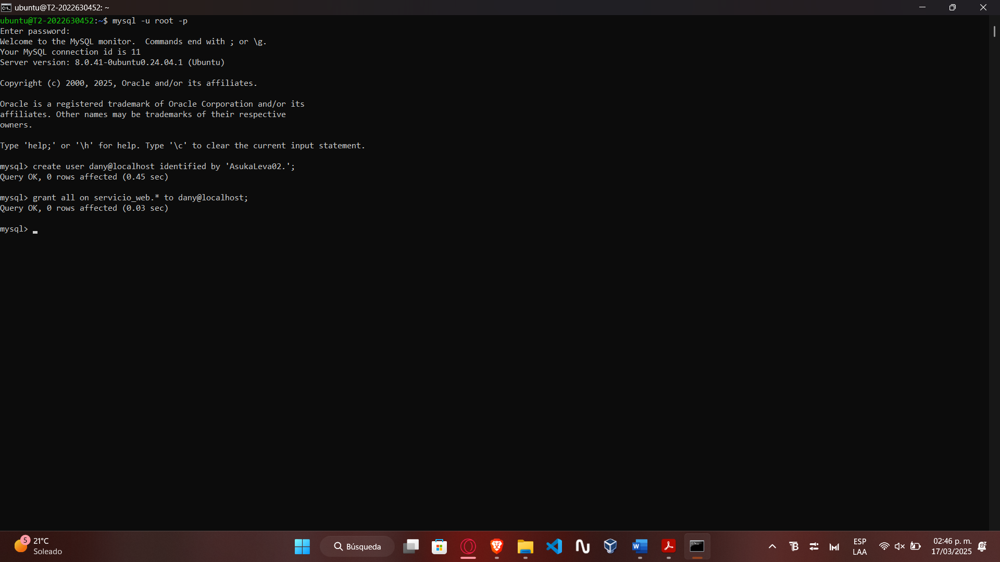 ubuntu@T2-2022630452: ~
ubuntu@T2-2022630452:~$ mysql -u root -p
Enter password:
Welcome to the MySQL monitor.  Commands end with ; or \g.
Your MySQL connection id is 11
Server version: 8.0.41-0ubuntu0.24.04.1 (Ubuntu)

Copyright (c) 2000, 2025, Oracle and/or its affiliates.

Oracle is a registered trademark of Oracle Corporation and/or its
affiliates. Other names may be trademarks of their respective
owners.

Type 'help;' or '\h' for help. Type '\c' to clear the current input statement.

mysql> create user dany@localhost identified by 'AsukaLeva02.';
Query OK, 0 rows affected (0.45 sec)

mysql> grant all on servicio_web.* to dany@localhost;
Query OK, 0 rows affected (0.03 sec)

mysql>
5
21°C
Soleado
Búsqueda
ESP
LAA
02:46 p. m.
17/03/2025